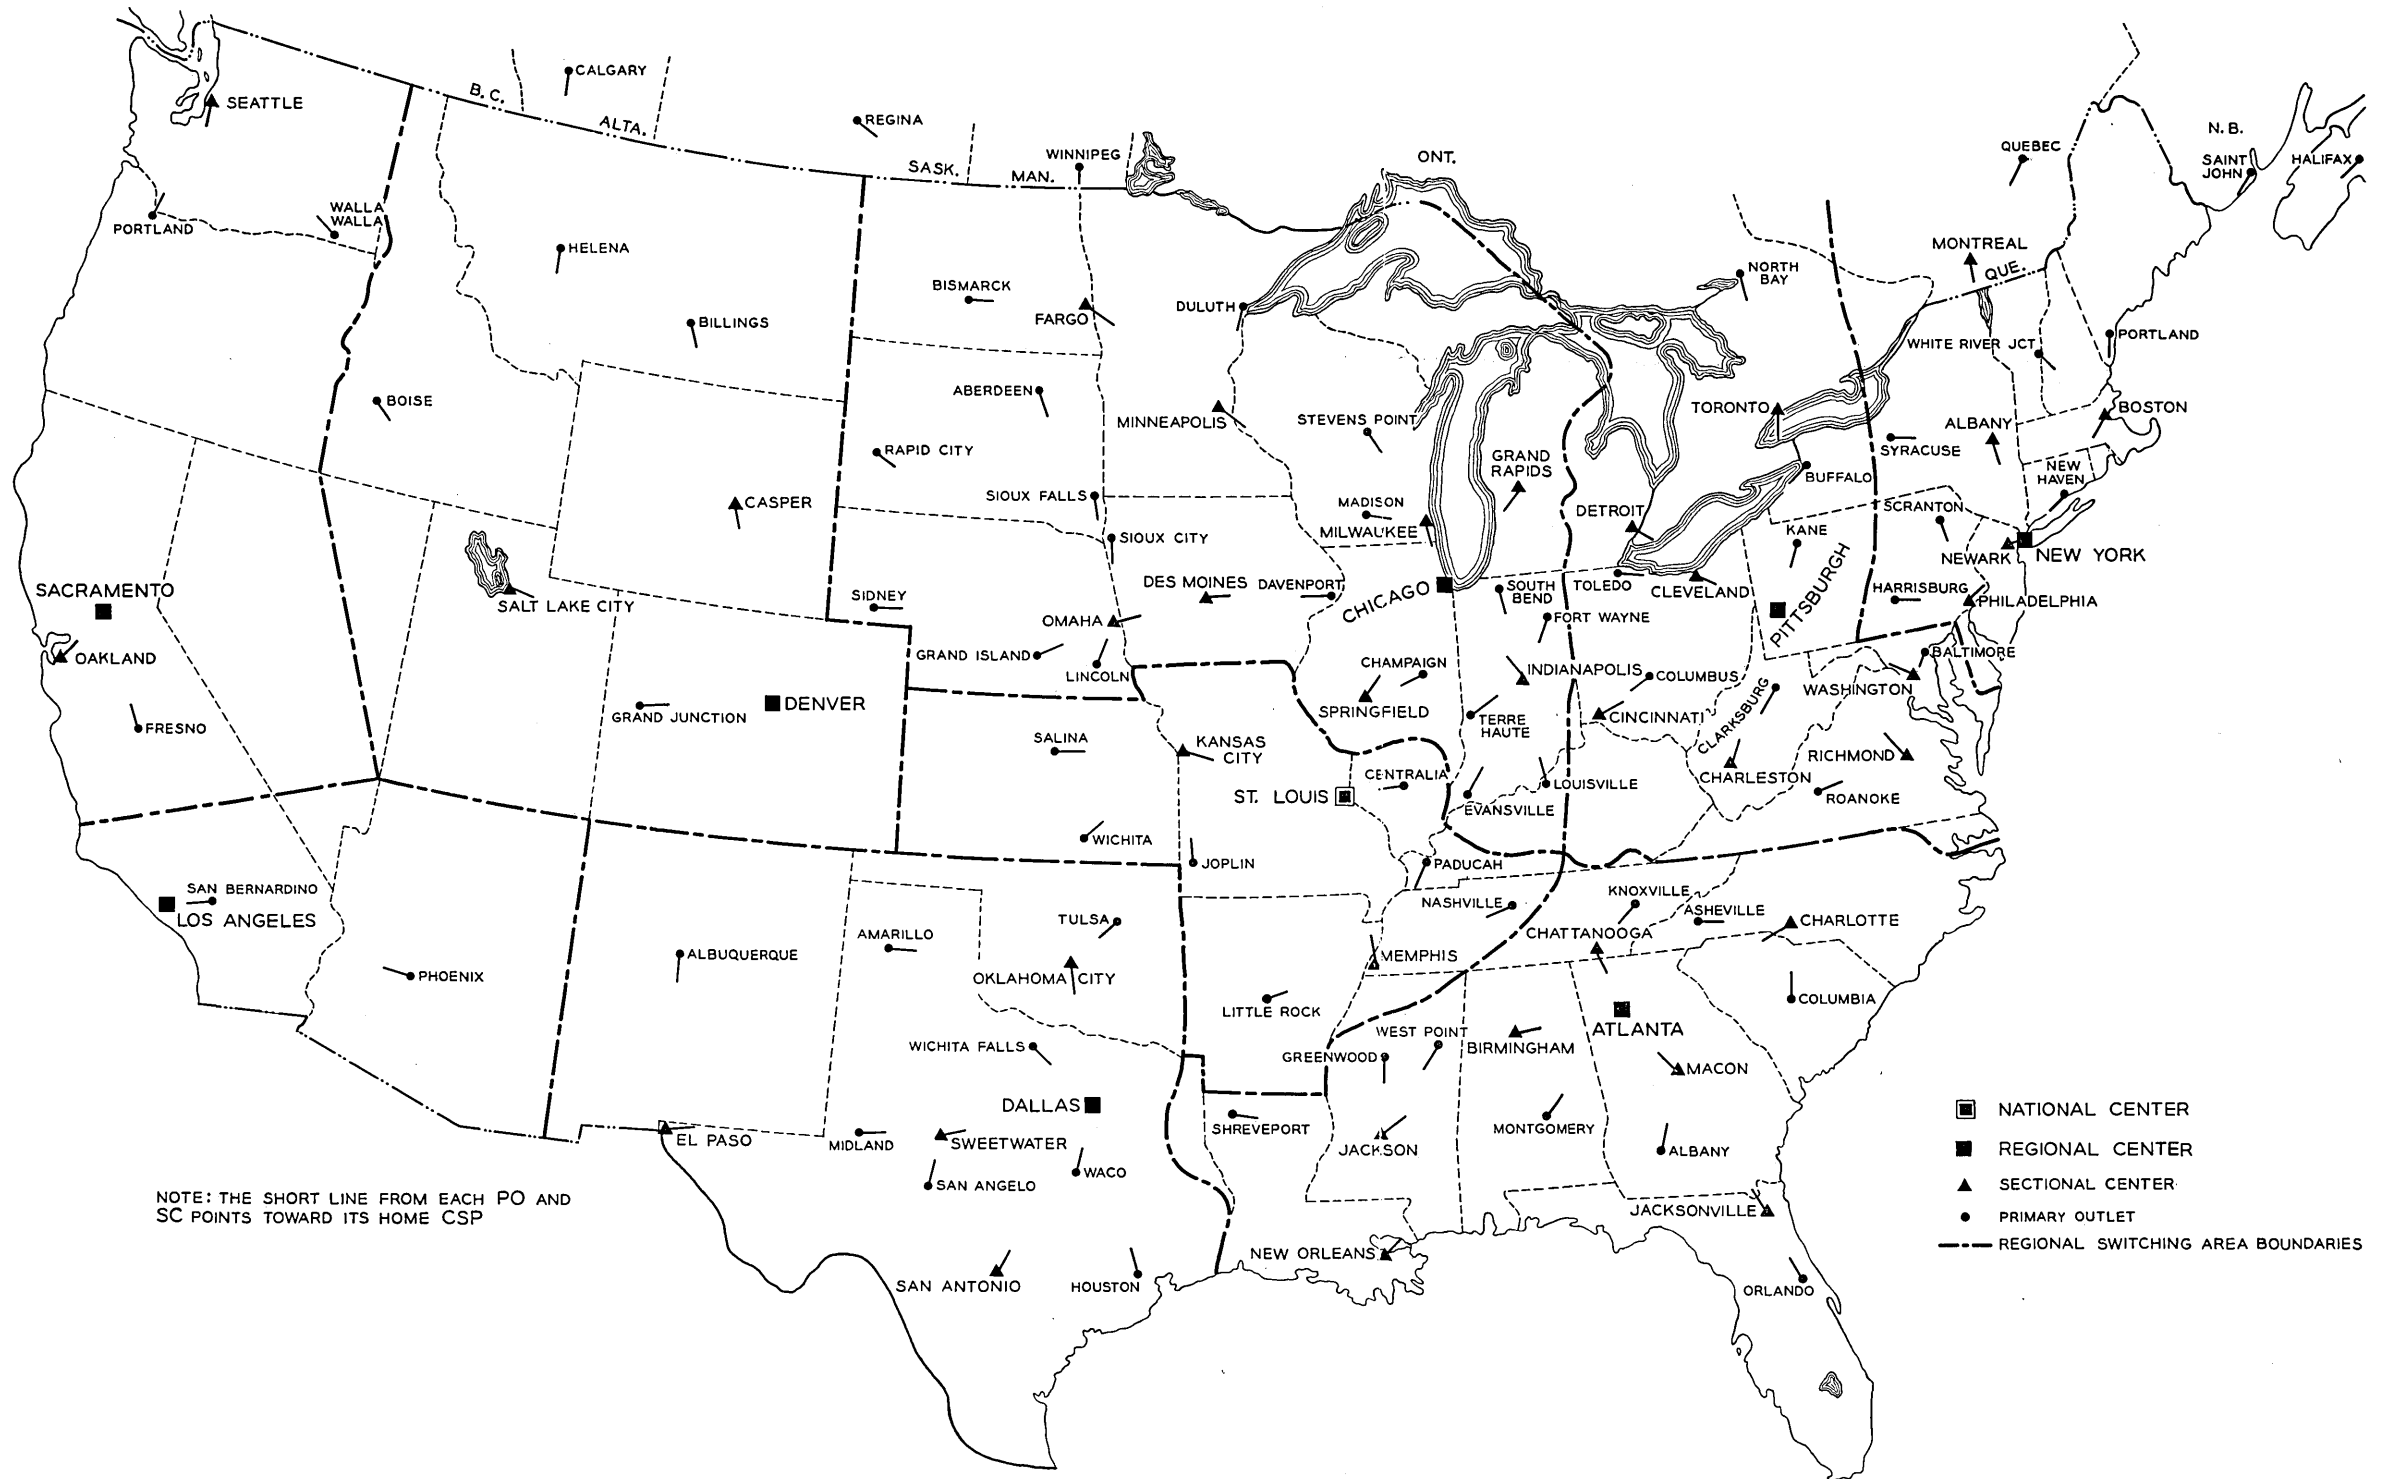 CALGARY
B.C.
SEATTLE
ALTA.
REGINA
SASK.
MAN.
WINNIPEG
ONT.
QUEBEC
N.B.
SAINT
JOHN
HALIFAX
PORTLAND
WALLA
WALLA
HELENA
BISMARCK
FARGO
DULUTH
NORTH
BAY
MONTREAL
QUE.
BILLINGS
WHITE RIVER JCT.
PORTLAND
BOISE
ABERDEEN
MINNEAPOLIS
STEVENS POINT
TORONTO
ALBANY
BOSTON
RAPID CITY
GRAND
RAPIDS
BUFFALO
SYRACUSE
NEW
HAVEN
CASPER
SIOUX FALLS
MADISON
MILWAUKEE
DETROIT
KANE
SCRANTON
SIOUX CITY
NEWARK
NEW YORK
SACRAMENTO
SALT LAKE CITY
SIDNEY
DES MOINES
DAVENPORT
CHICAGO
SOUTH
BEND
TOLEDO
CLEVELAND
PITTSBURGH
HARRISBURG
PHILADELPHIA
OMAHA
FORT WAYNE
OAKLAND
GRAND ISLAND
LINCOLN
CHAMPAIGN
INDIANAPOLIS
COLUMBUS
BALTIMORE
WASHINGTON
FRESNO
GRAND JUNCTION
DENVER
SPRINGFIELD
TERRE
HAUTE
CINCINNATI
CLARKSBURG
SALINA
KANSAS
CITY
CENTRALIA
LOUISVILLE
CHARLESTON
RICHMOND
ST. LOUIS
EVANSVILLE
ROANOKE
WICHITA
JOPLIN
PADUCAH
SAN BERNARDINO
LOS ANGELES
NASHVILLE
KNOXVILLE
ASHEVILLE
CHARLOTTE
TULSA
AMARILLO
CHATTANOOGA
ALBUQUERQUE
MEMPHIS
PHOENIX
OKLAHOMA CITY
LITTLE ROCK
COLUMBIA
WICHITA FALLS
WEST POINT
GREENWOOD
BIRMINGHAM
ATLANTA
MACON
DALLAS
NATIONAL CENTER
EL PASO
MIDLAND
SWEETWATER
SHREVEPORT
JACKSON
MONTGOMERY
ALBANY
REGIONAL CENTER
WACO
SAN ANGELO
SECTIONAL CENTER
NOTE: THE SHORT LINE FROM EACH PO AND
SC POINTS TOWARD ITS HOME CSP
JACKSONVILLE
PRIMARY OUTLET
NEW ORLEANS
REGIONAL SWITCHING AREA BOUNDARIES
SAN ANTONIO
HOUSTON
ORLANDO